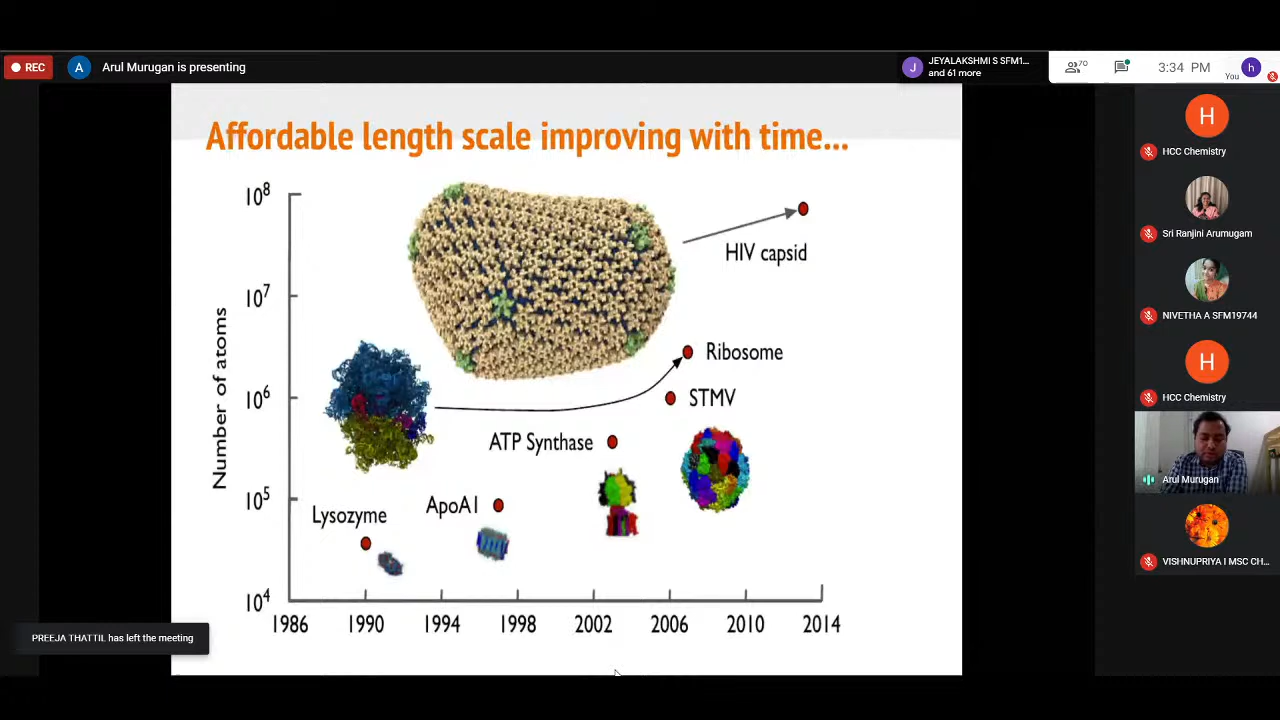 REC
A
Arul Murugan is presenting
J
JEYALAKSHMI S SFM1...
and 61 more
70
3:34 PM
You
h
Affordable length scale improving with time...
10⁸
10⁷
10⁶
10⁵
10⁴
Number of atoms
HIV capsid
Ribosome
STMV
ATP Synthase
ApoA1
Lysozyme
1986 1990 1994 1998 2002 2006 2010 2014
PREEJA THATTIL has left the meeting
H
HCC Chemistry
Sri Ranjini Arumugam
NIVETHA A SFM19744
H
HCC Chemistry
Arul Murugan
VISHNUPRIYA I MSC CH...